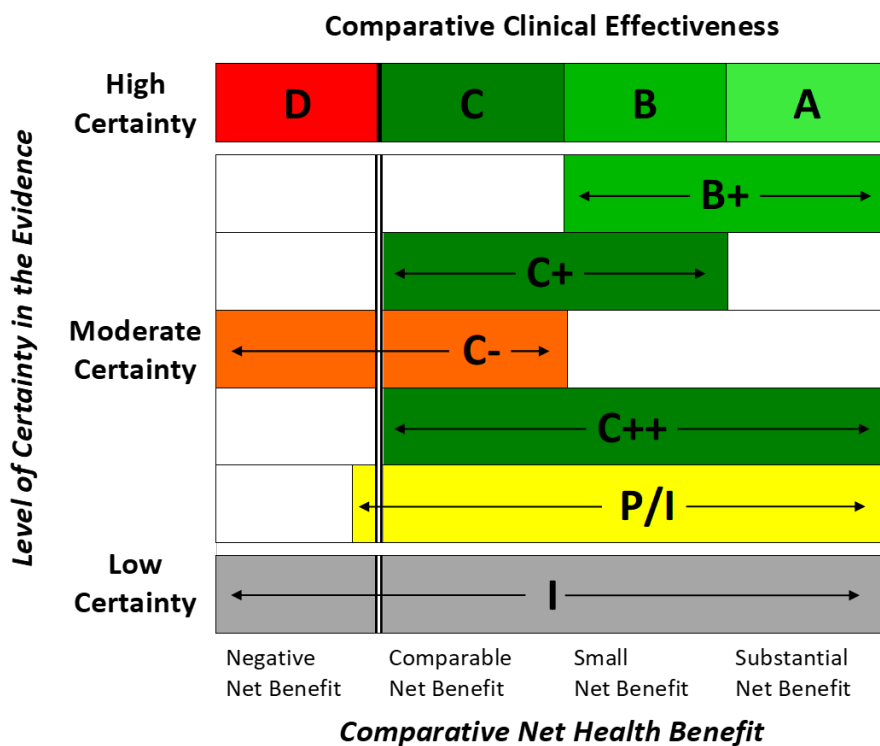 Comparative Clinical Effectiveness
Level of Certainty in the Evidence
High
Certainty
D
C
B
A
B+
C+
Moderate
Certainty
C-
C++
P/I
Low
Certainty
I
Negative
Net Benefit
Comparable
Net Benefit
Small
Net Benefit
Substantial
Net Benefit
Comparative Net Health Benefit